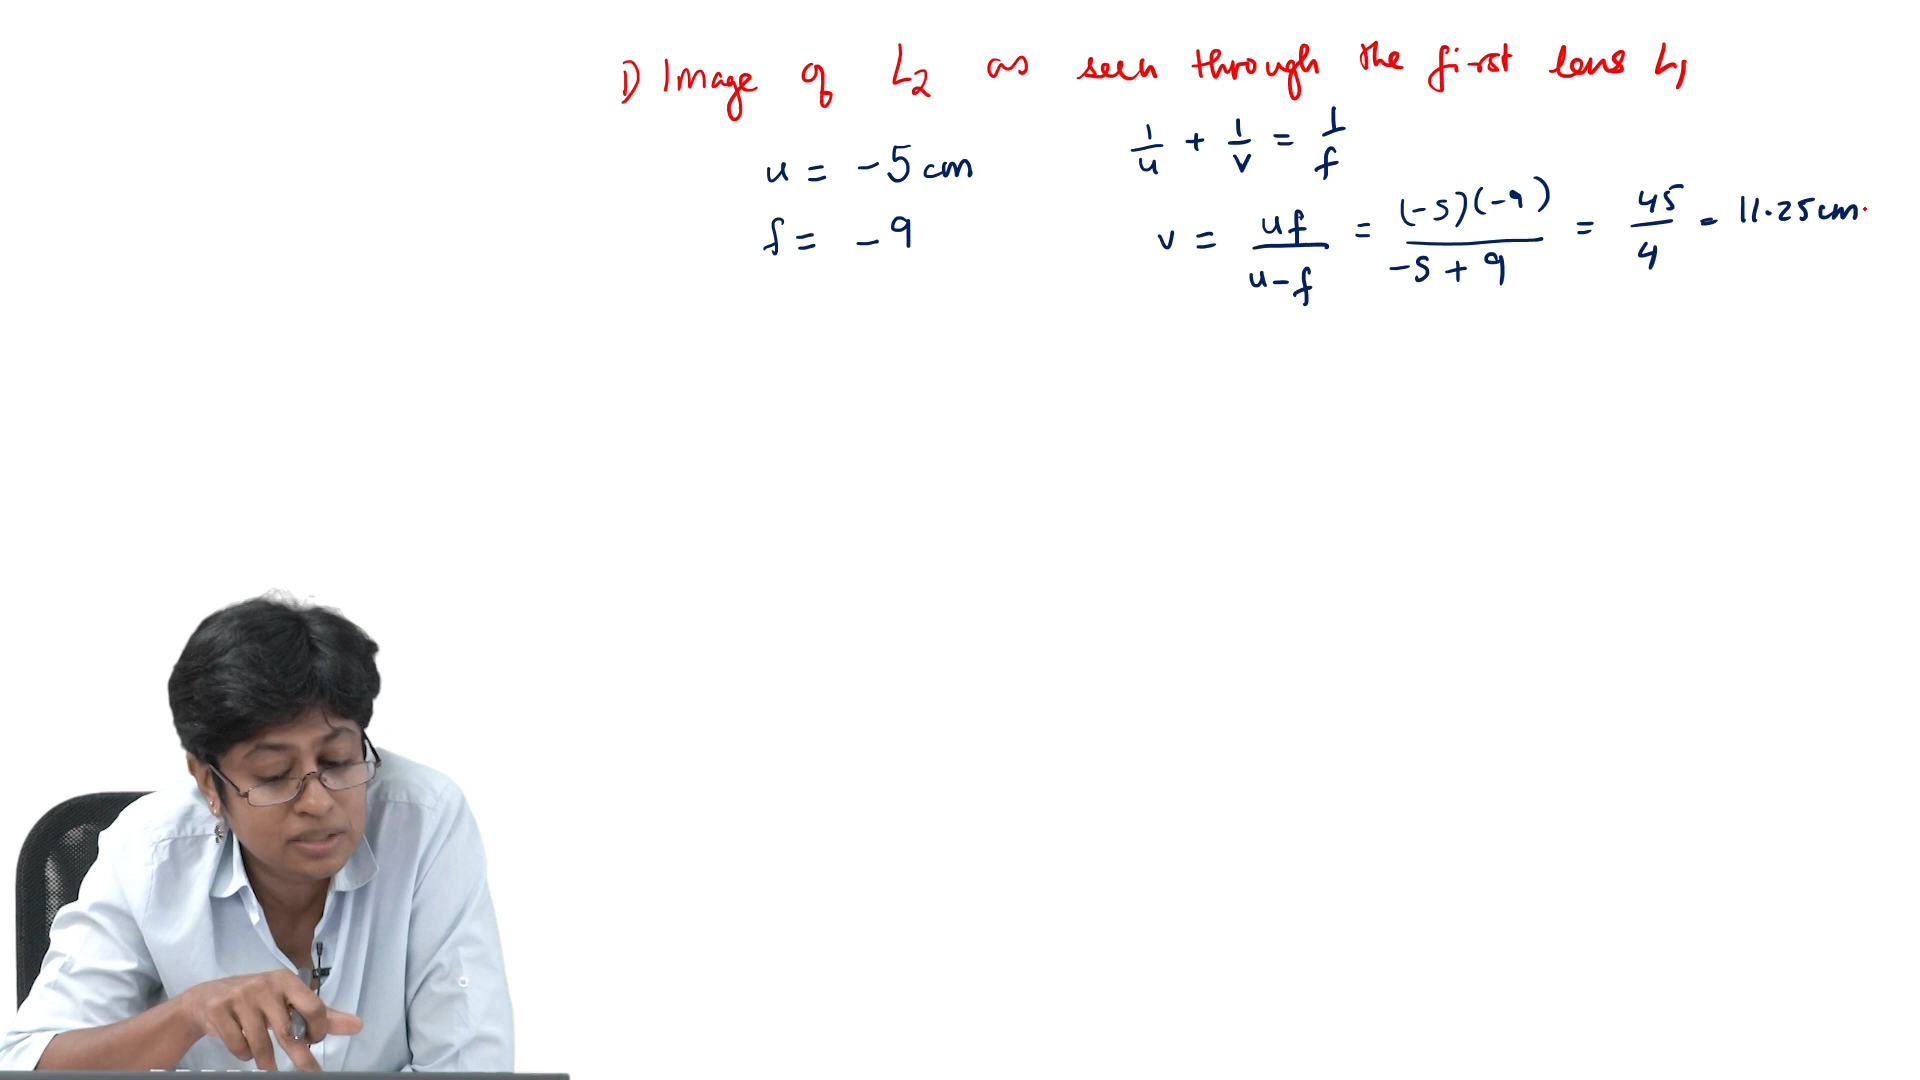 1) Image of L2 as seen through the first lens L1
u = -5 cm
1/u + 1/v = 1/f
f = -9
v = uf/(u-f) = (-5)(-9)/(-5+9) = 45/4 = 11.25 cm.